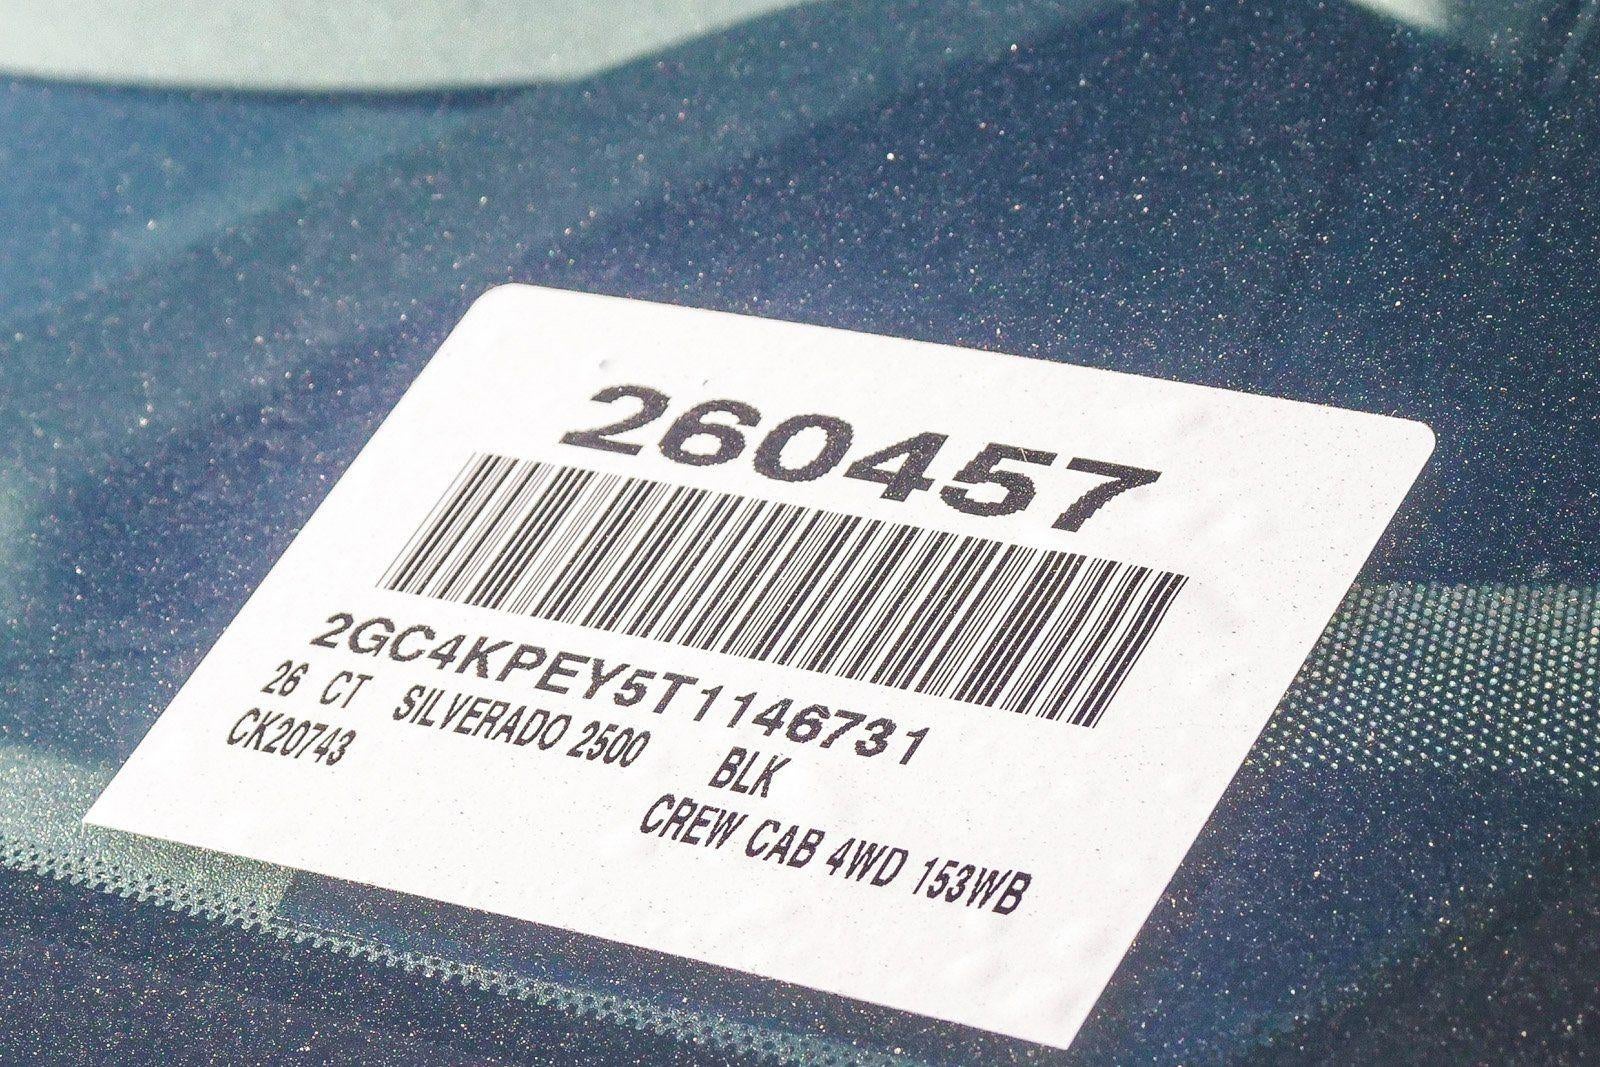 260457
2GC4KPEY5T1146731
26 CT SILVERADO 2500 BLK
CK20743 CREW CAB 4WD 153WB